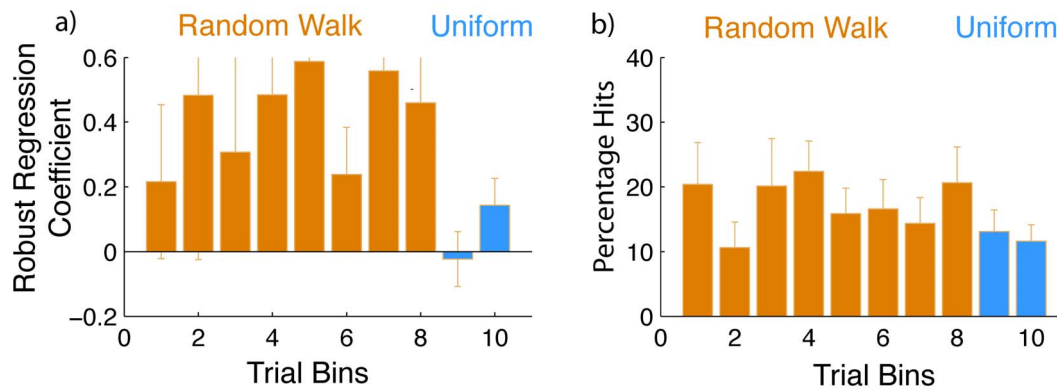 a)
Random Walk Uniform
Robust Regression
Coefficient
0.6
0.4
0.2
0
−0.2
0 2 4 6 8 10
Trial Bins
b)
Random Walk Uniform
Percentage Hits
40
30
20
10
0
0 2 4 6 8 10
Trial Bins